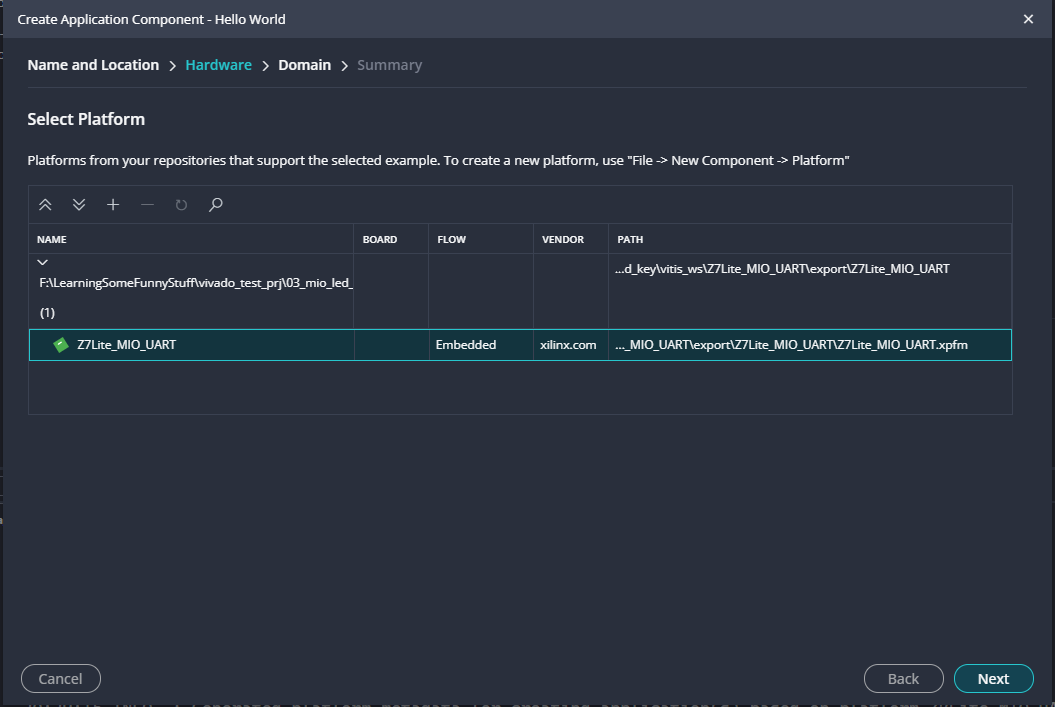 Create Application Component - Hello World
Name and Location > Hardware > Domain > Summary
Select Platform
Platforms from your repositories that support the selected example. To create a new platform, use "File -> New Component -> Platform"
NAME BOARD FLOW VENDOR PATH
F:\LearningSomeFunnyStuff\vivado_test_prj\03_mio_led_ ...d_key\vitis_ws\Z7Lite_MIO_UART\export\Z7Lite_MIO_UART
(1)
Z7Lite_MIO_UART Embedded xilinx.com ..._MIO_UART\export\Z7Lite_MIO_UART\Z7Lite_MIO_UART.xpfm
Cancel Back Next